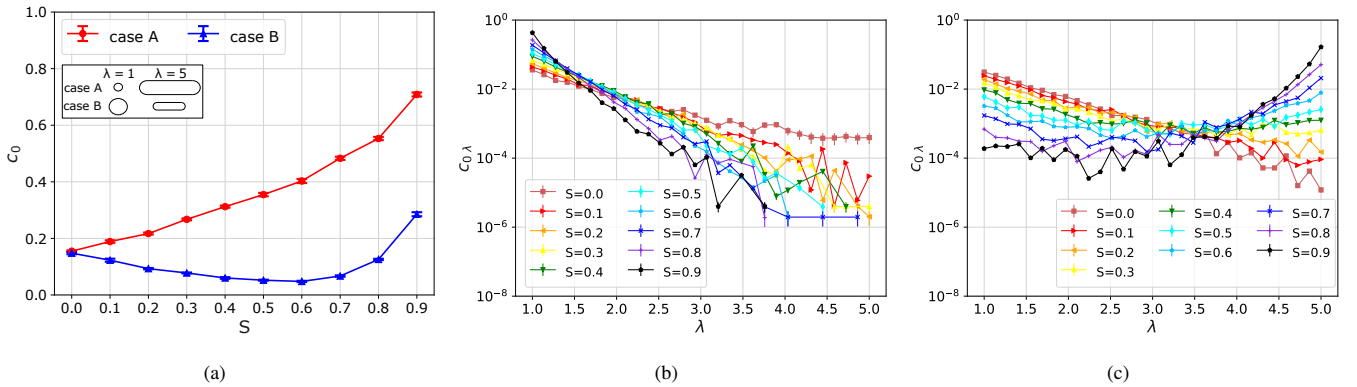 1.0
0.8
0.6
0.4
0.2
0.0
c0
case A
case B
λ = 1 λ = 5
case A
case B
0.0 0.1 0.2 0.3 0.4 0.5 0.6 0.7 0.8 0.9
S
(a)
10⁰
10⁻²
10⁻⁴
10⁻⁶
10⁻⁸
c0 λ
S=0.0 S=0.5
S=0.1 S=0.6
S=0.2 S=0.7
S=0.3 S=0.8
S=0.4 S=0.9
1.0 1.5 2.0 2.5 3.0 3.5 4.0 4.5 5.0
λ
(b)
10⁰
10⁻²
10⁻⁴
10⁻⁶
10⁻⁸
c0 λ
S=0.0 S=0.4 S=0.7
S=0.1 S=0.5 S=0.8
S=0.2 S=0.6 S=0.9
S=0.3
1.0 1.5 2.0 2.5 3.0 3.5 4.0 4.5 5.0
λ
(c)